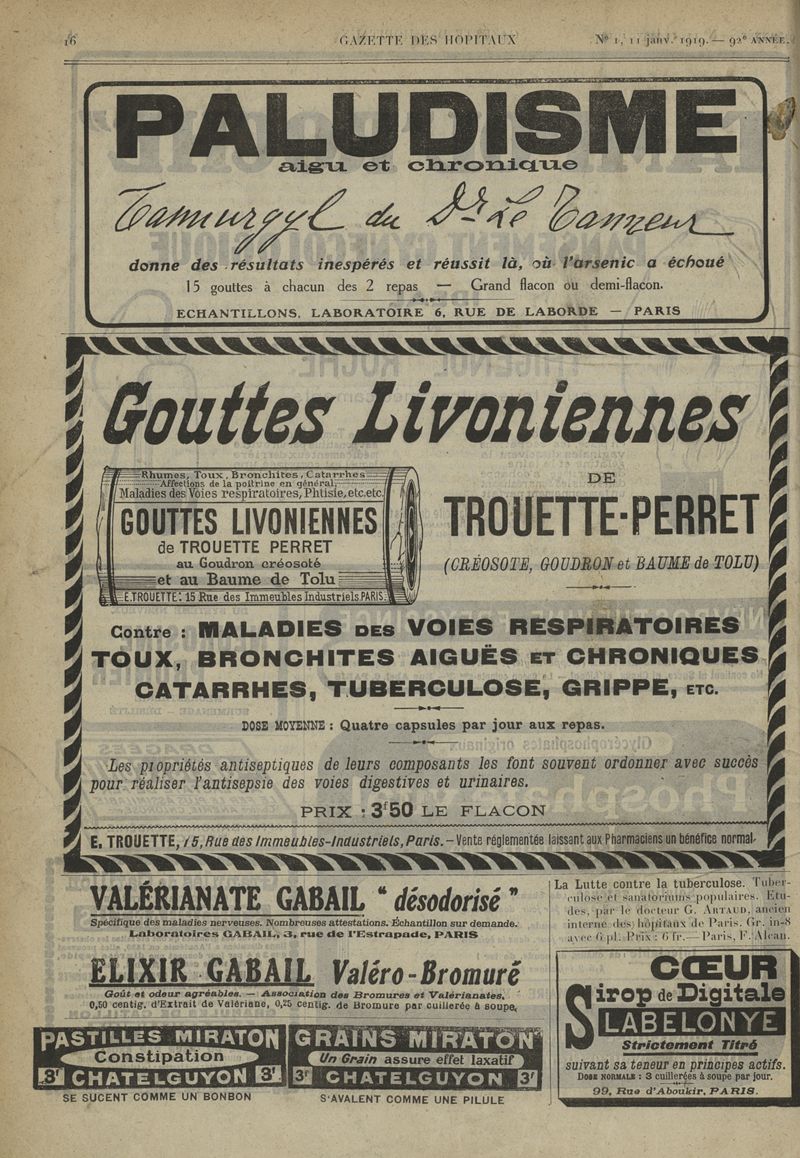 16
GAZETTE DES HOPITAUX
N° 1, 11 janv. 1919. — 92e ANNÉE.
PALUDISME
aigu et chronique
Tannurgyl du Dr Le Tanneur
donne des résultats inespérés et réussit là, où l'arsenic a échoué
15 gouttes à chacun des 2 repas — Grand flacon ou demi-flacon.
ECHANTILLONS. LABORATOIRE 6, RUE DE LABORDE — PARIS
Gouttes Livoniennes
Rhumes, Toux, Bronchites, Catarrhes
Affections de la poitrine en général,
Maladies des Voies respiratoires, Phtisie, etc. etc.
GOUTTES LIVONIENNES
de TROUETTE PERRET
au Goudron créosoté
et au Baume de Tolu
E. TROUETTE: 15 Rue des Immeubles Industriels PARIS.
DE
TROUETTE-PERRET
(CRÉOSOTE, GOUDRON et BAUME de TOLU)
Contre : MALADIES DES VOIES RESPIRATOIRES
TOUX, BRONCHITES AIGUËS ET CHRONIQUES
CATARRHES, TUBERCULOSE, GRIPPE, ETC.
DOSE MOYENNE : Quatre capsules par jour aux repas.
Les propriétés antiseptiques de leurs composants les font souvent ordonner avec succès
pour réaliser l'antisepsie des voies digestives et urinaires.
PRIX : 3f50 LE FLACON
E. TROUETTE, 15, Rue des Immeubles-Industriels, Paris. — Vente réglementée laissant aux Pharmaciens un bénéfice normal.
VALÉRIANATE GABAIL “ désodorisé ”
Spécifique des maladies nerveuses. Nombreuses attestations. Échantillon sur demande.
Laboratoires GABAIL, 3, rue de l'Estrapade, PARIS
ELIXIR GABAIL Valéro-Bromuré
Goût et odeur agréables. — Association des Bromures et Valérianates.
0,50 centig. d'Extrait de Valériane, 0,25 centig. de Bromure par cuillerée à soupe.
PASTILLES MIRATON
Constipation
3f CHATELGUYON 3f
SE SUCENT COMME UN BONBON
GRAINS MIRATON
Un Grain assure effet laxatif
3f CHATELGUYON 3f
S'AVALENT COMME UNE PILULE
La Lutte contre la tuberculose. Tuber-
culose et sanatoriums populaires. Etu-
des, par le docteur G. ARTAUD, ancien
interne des hôpitaux de Paris. Gr. in-8
avec 6 pl. Prix : 6 fr. — Paris, F. Alcan.
CŒUR
Sirop de Digitale
LABELONYE
Strictement Titré
suivant sa teneur en principes actifs.
DOSE NORMALE : 3 cuillerées à soupe par jour.
99, Rue d'Aboukir, PARIS.